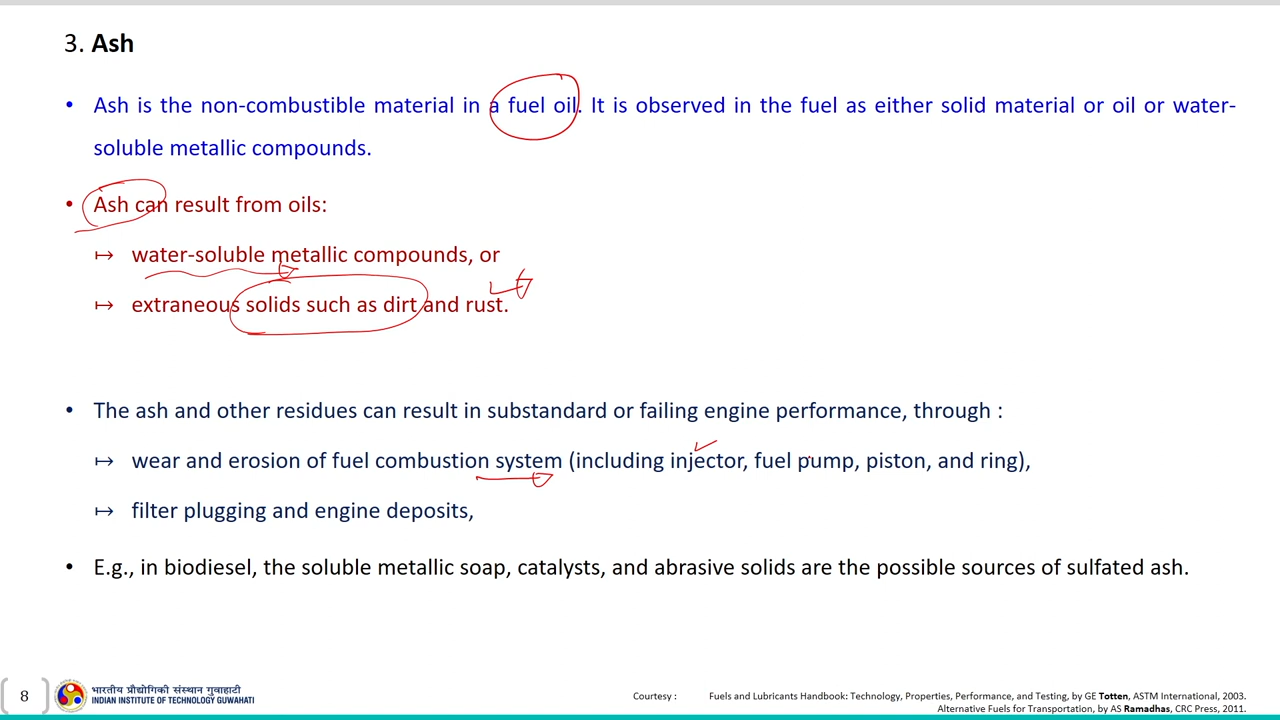 3. Ash
• Ash is the non-combustible material in a fuel oil. It is observed in the fuel as either solid material or oil or water-
soluble metallic compounds.
• Ash can result from oils:
↦ water-soluble metallic compounds, or
↦ extraneous solids such as dirt and rust.
• The ash and other residues can result in substandard or failing engine performance, through :
↦ wear and erosion of fuel combustion system (including injector, fuel pump, piston, and ring),
↦ filter plugging and engine deposits,
• E.g., in biodiesel, the soluble metallic soap, catalysts, and abrasive solids are the possible sources of sulfated ash.
8
भारतीय प्रौद्योगिकी संस्थान गुवाहाटी
INDIAN INSTITUTE OF TECHNOLOGY GUWAHATI
Courtesy : Fuels and Lubricants Handbook: Technology, Properties, Performance, and Testing, by GE Totten, ASTM International, 2003.
Alternative Fuels for Transportation, by AS Ramadhas, CRC Press, 2011.